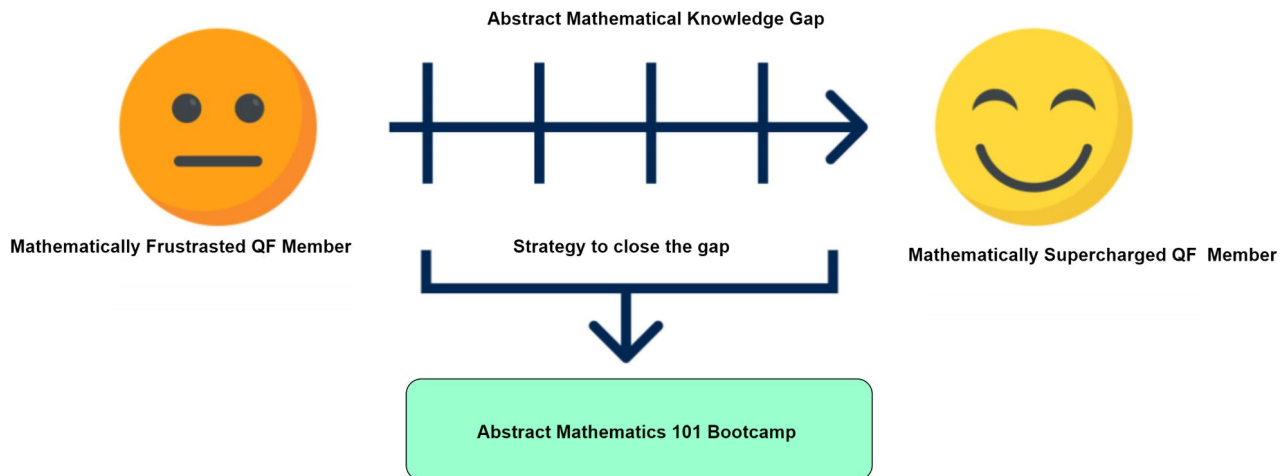 Abstract Mathematical Knowledge Gap
Mathematically Frustrasted QF Member
Strategy to close the gap
Mathematically Supercharged QF Member
Abstract Mathematics 101 Bootcamp